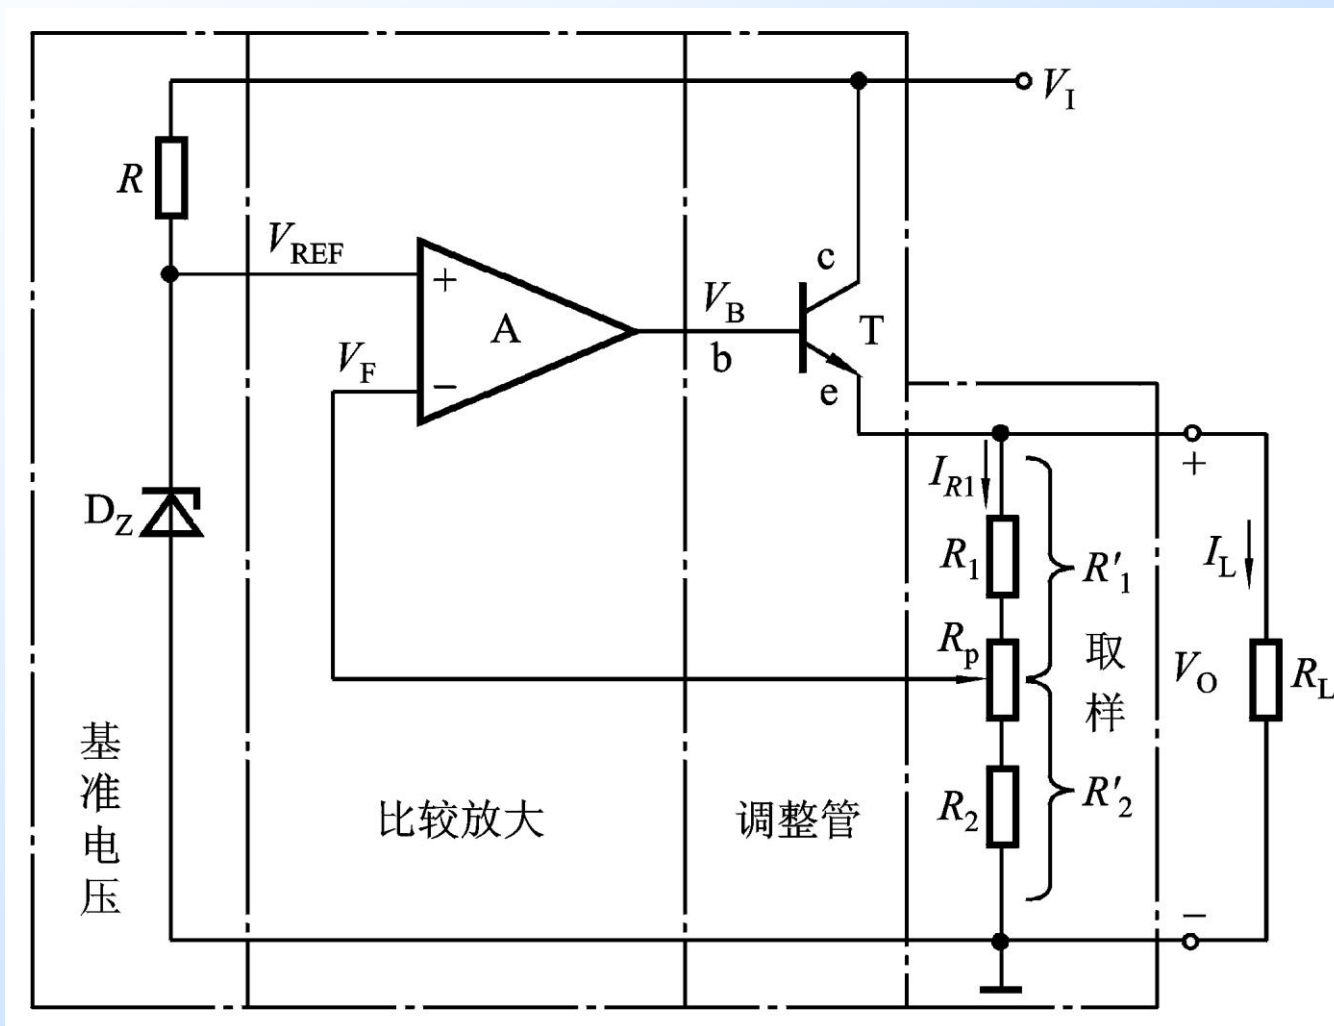 V_I
R
V_REF
+
A
V_F
−
V_B
b
c
T
e
D_Z
I_R1
+
R_1
R'_1
I_L
R_p
取样
V_O
R_L
R_2
R'_2
−
基准电压
比较放大
调整管